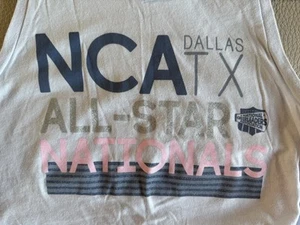 NCA DALLAS
TX
ALL-STAR
NATIONALS